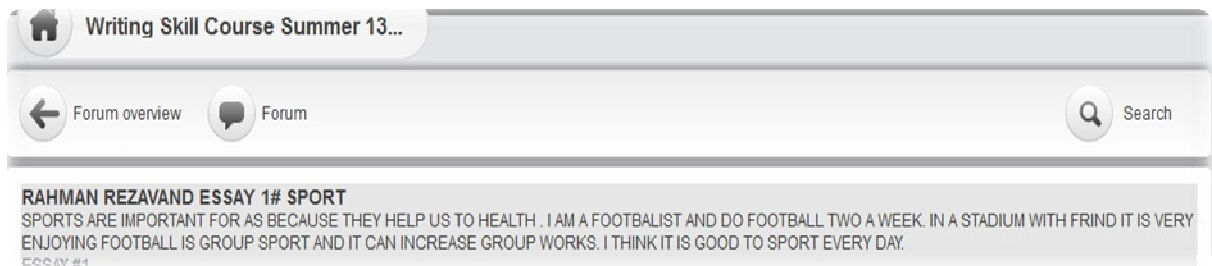 Writing Skill Course Summer 13...
Forum overview Forum Search
RAHMAN REZAVAND ESSAY 1# SPORT
SPORTS ARE IMPORTANT FOR AS BECAUSE THEY HELP US TO HEALTH . I AM A FOOTBALIST AND DO FOOTBALL TWO A WEEK. IN A STADIUM WITH FRIND IT IS VERY
ENJOYING FOOTBALL IS GROUP SPORT AND IT CAN INCREASE GROUP WORKS. I THINK IT IS GOOD TO SPORT EVERY DAY.
ESSAY #1